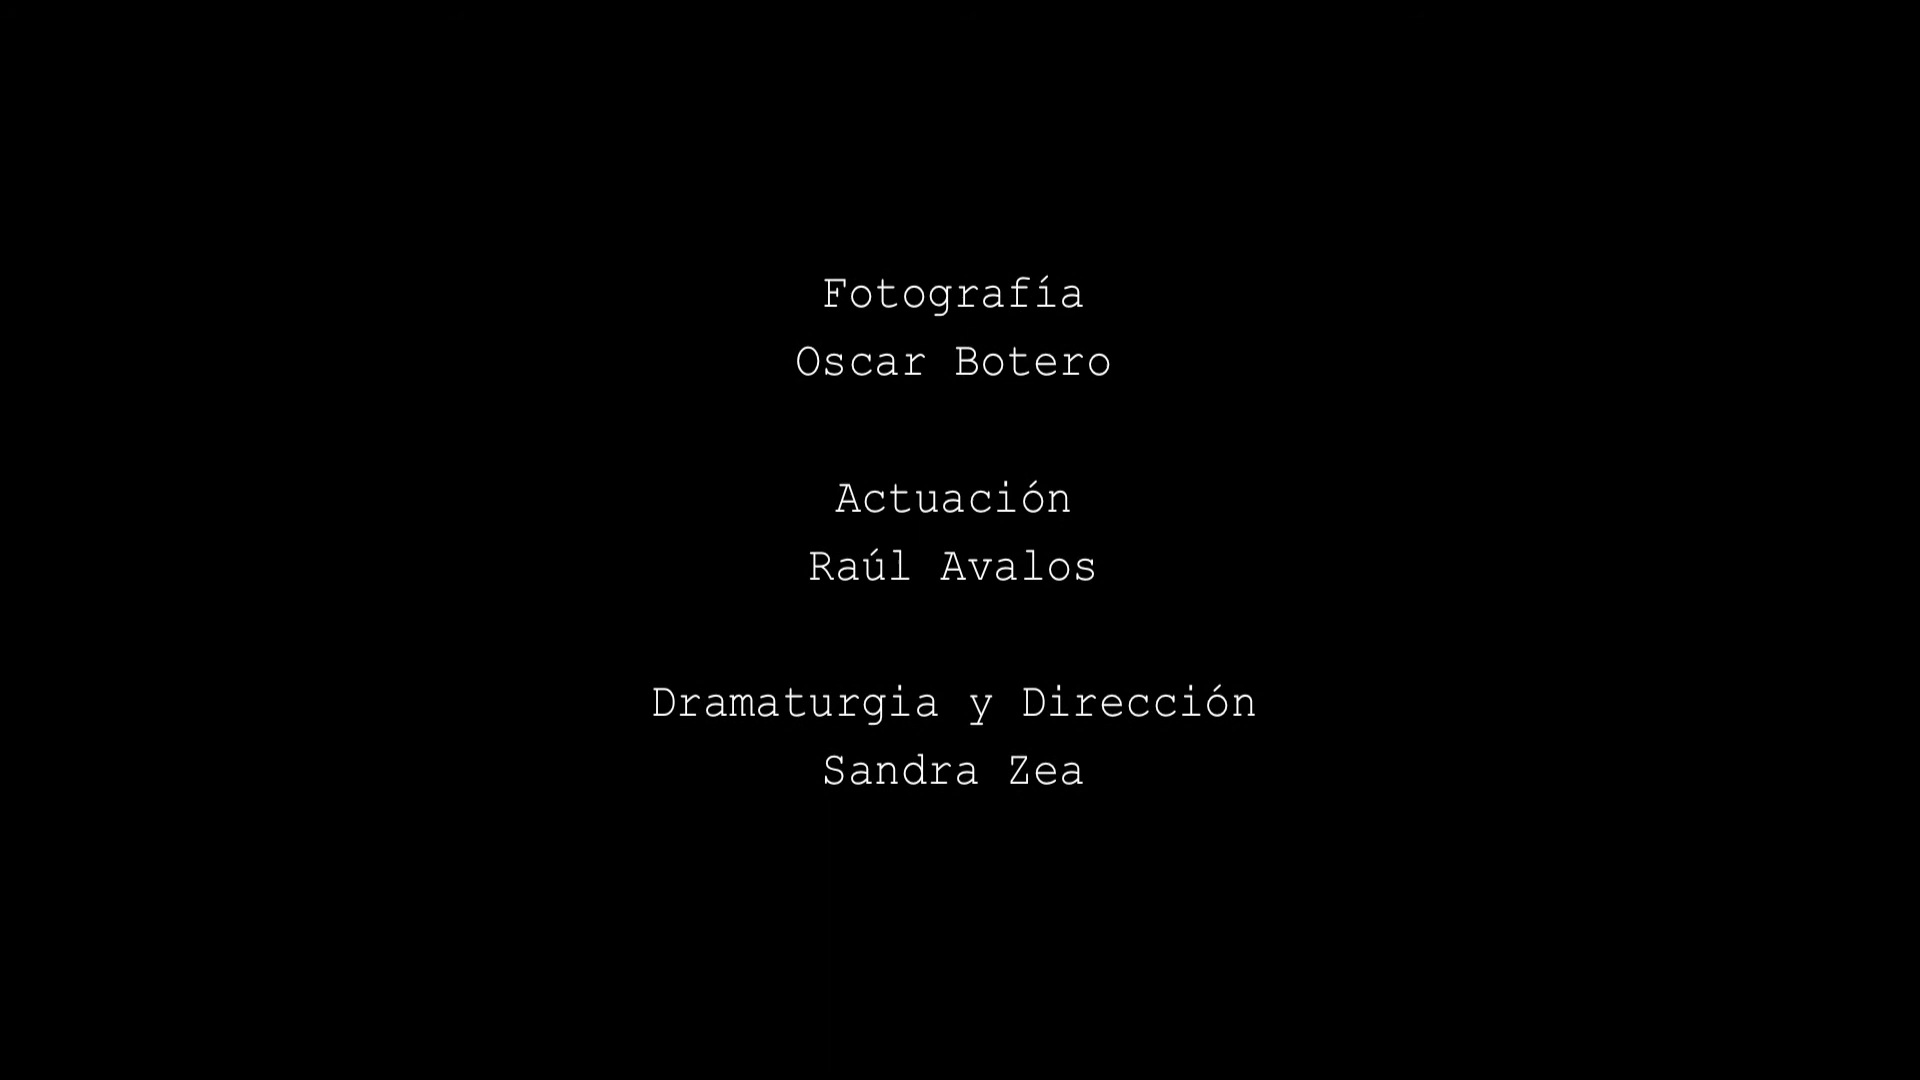 Fotografía
Oscar Botero
Actuación
Raúl Avalos
Dramaturgia y Dirección
Sandra Zea